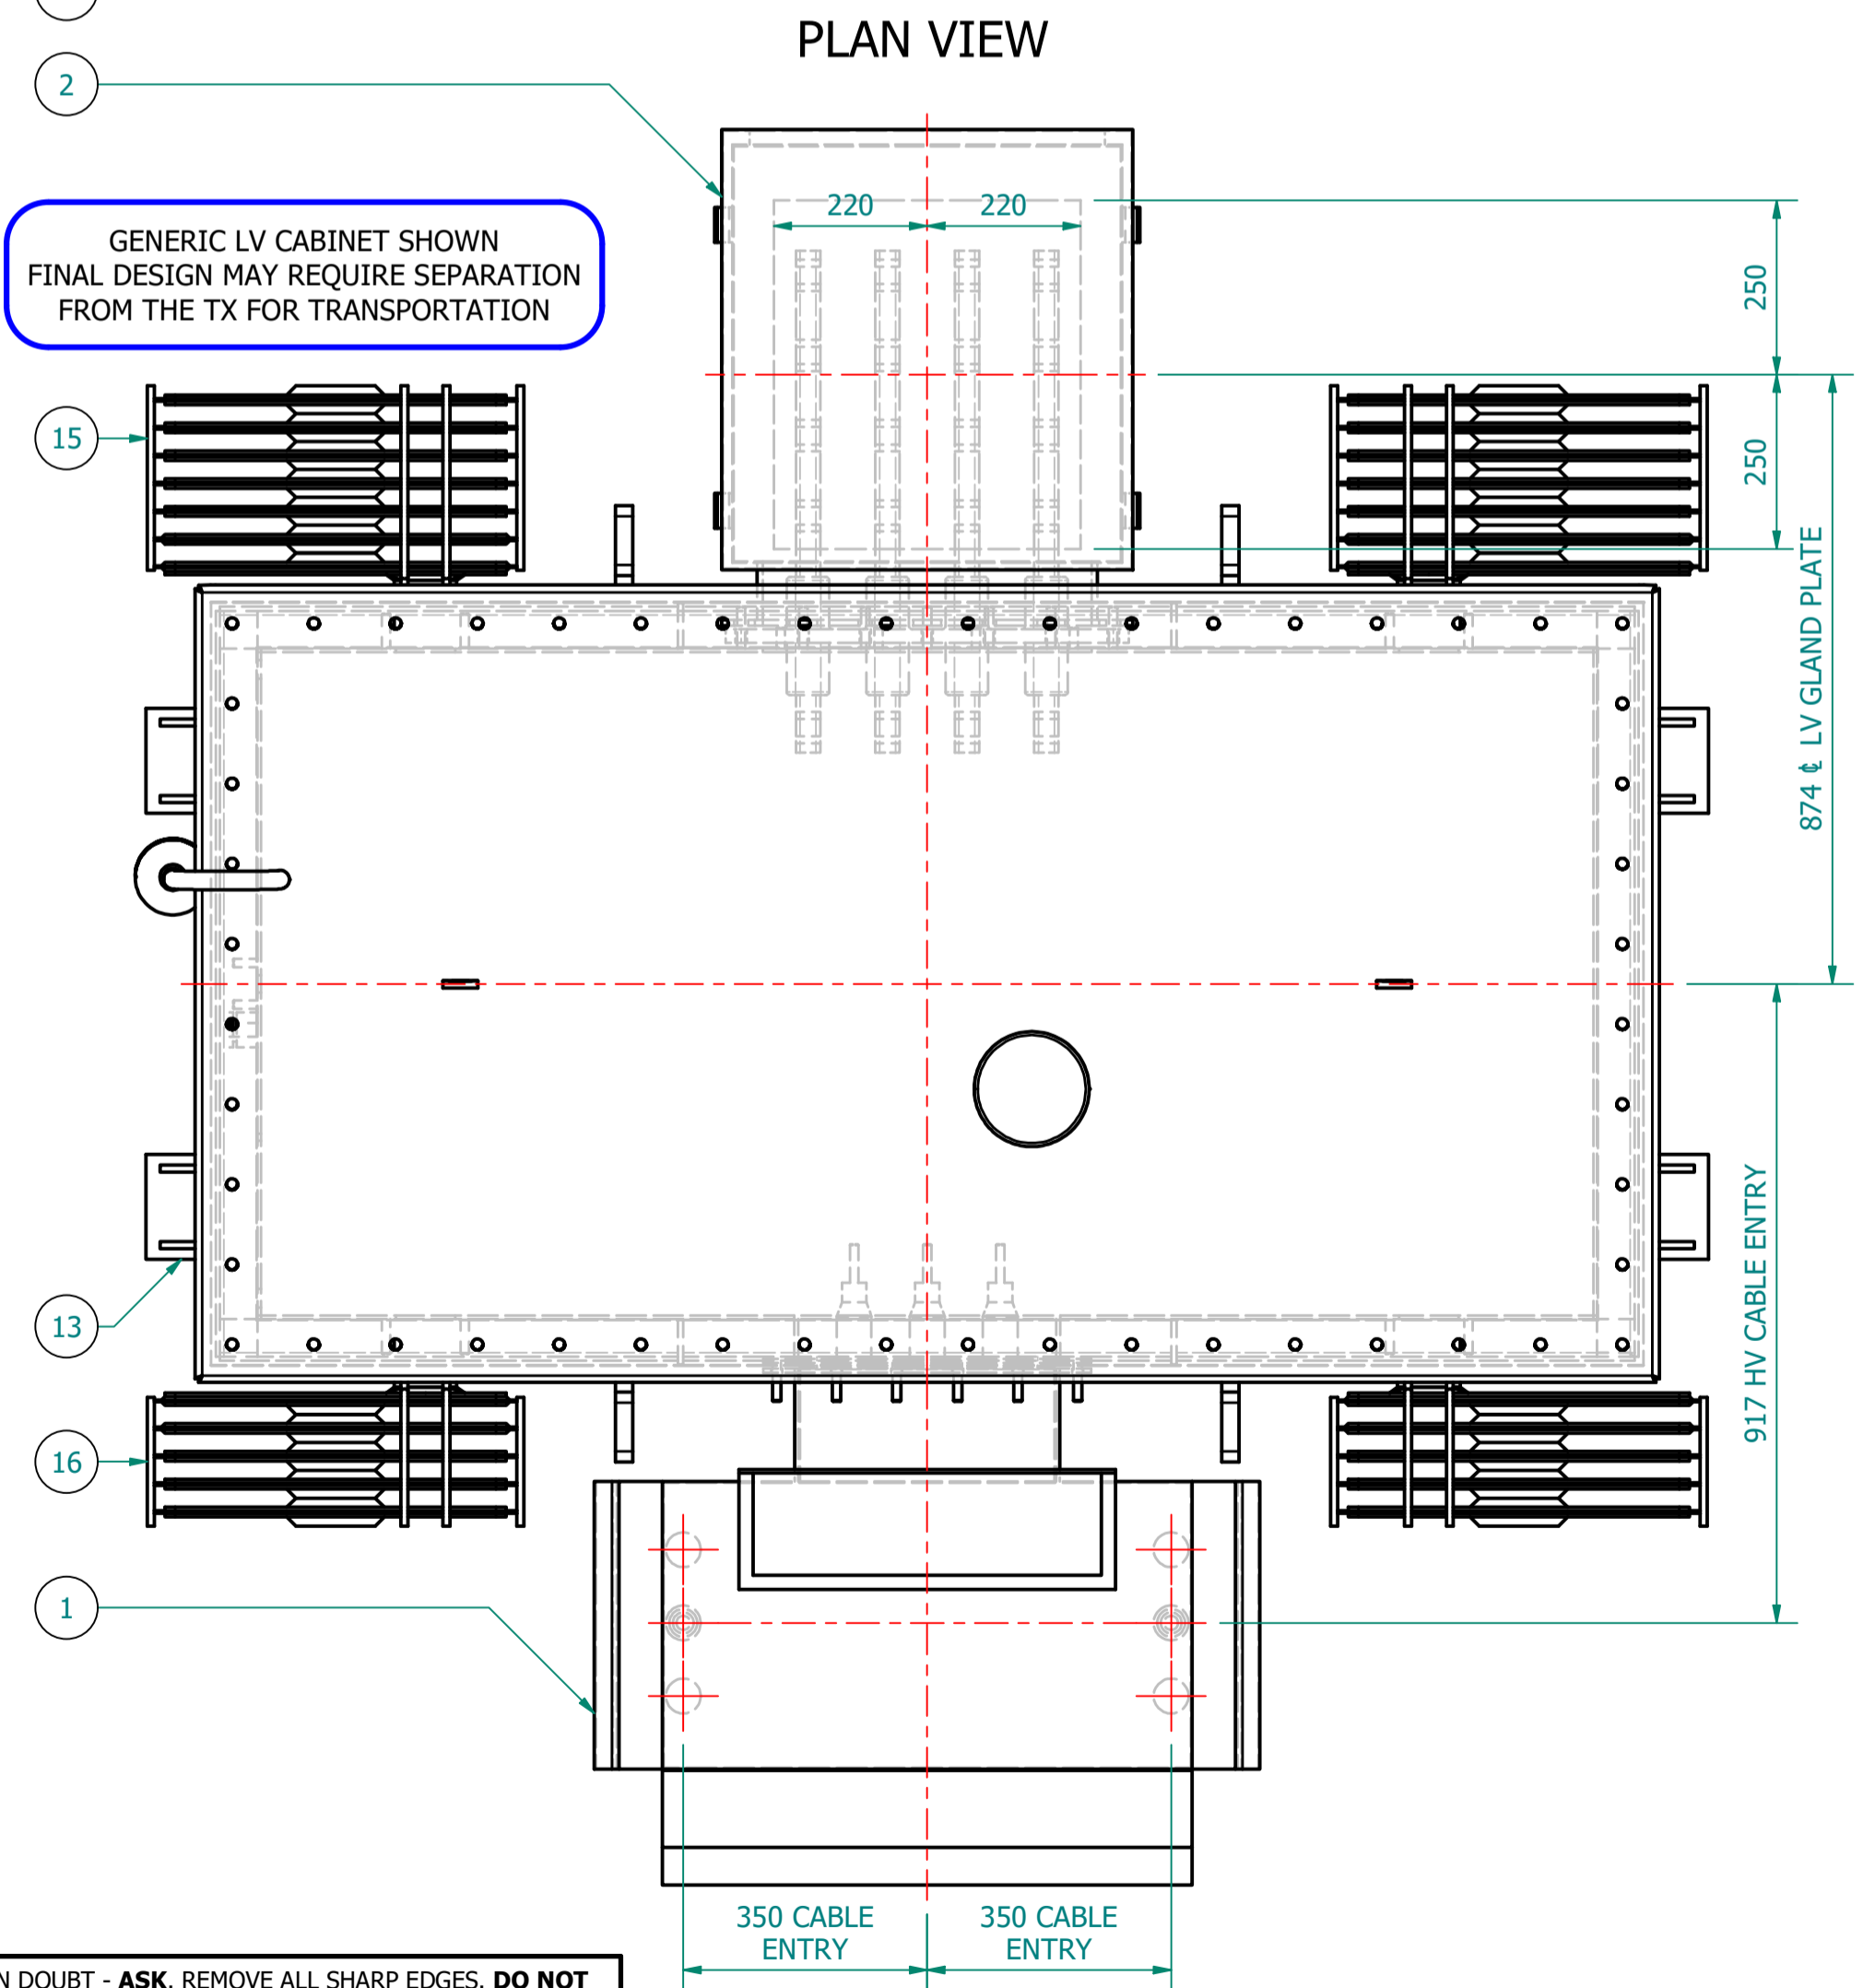 PLAN VIEW
2
GENERIC LV CABINET SHOWN
FINAL DESIGN MAY REQUIRE SEPARATION
FROM THE TX FOR TRANSPORTATION
220
220
250
250
15
874 ℄ LV GLAND PLATE
13
917 HV CABLE ENTRY
16
1
350 CABLE
ENTRY
350 CABLE
ENTRY
N DOUBT - ASK. REMOVE ALL SHARP EDGES. DO NOT